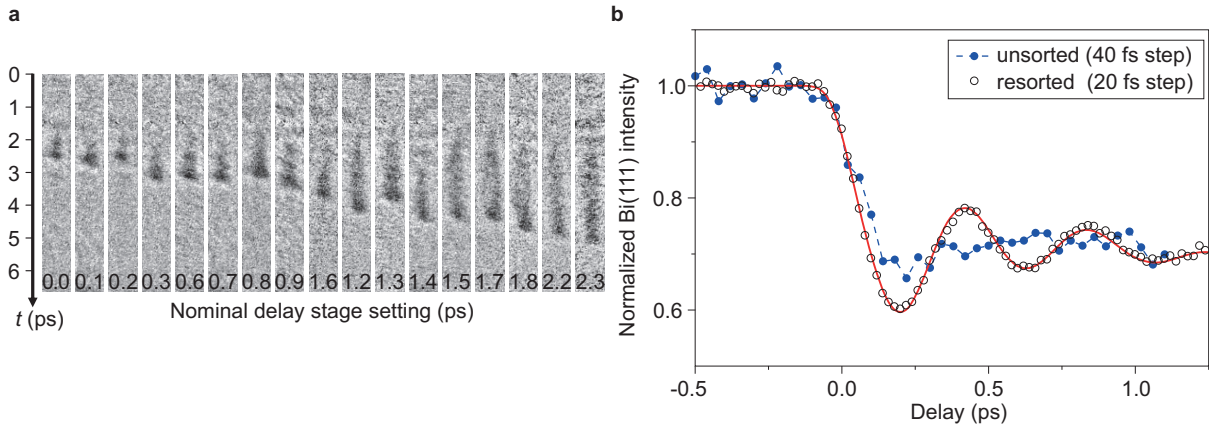 a
0
1
2
3
4
5
6
t (ps)
0.0 0.1 0.2 0.3 0.6 0.7 0.8 0.9 1.6 1.2 1.3 1.4 1.5 1.7 1.8 2.2 2.3
Nominal delay stage setting (ps)
b
unsorted (40 fs step)
resorted (20 fs step)
Normalized Bi(111) intensity
1.0
0.8
0.6
-0.5 0.0 0.5 1.0
Delay (ps)